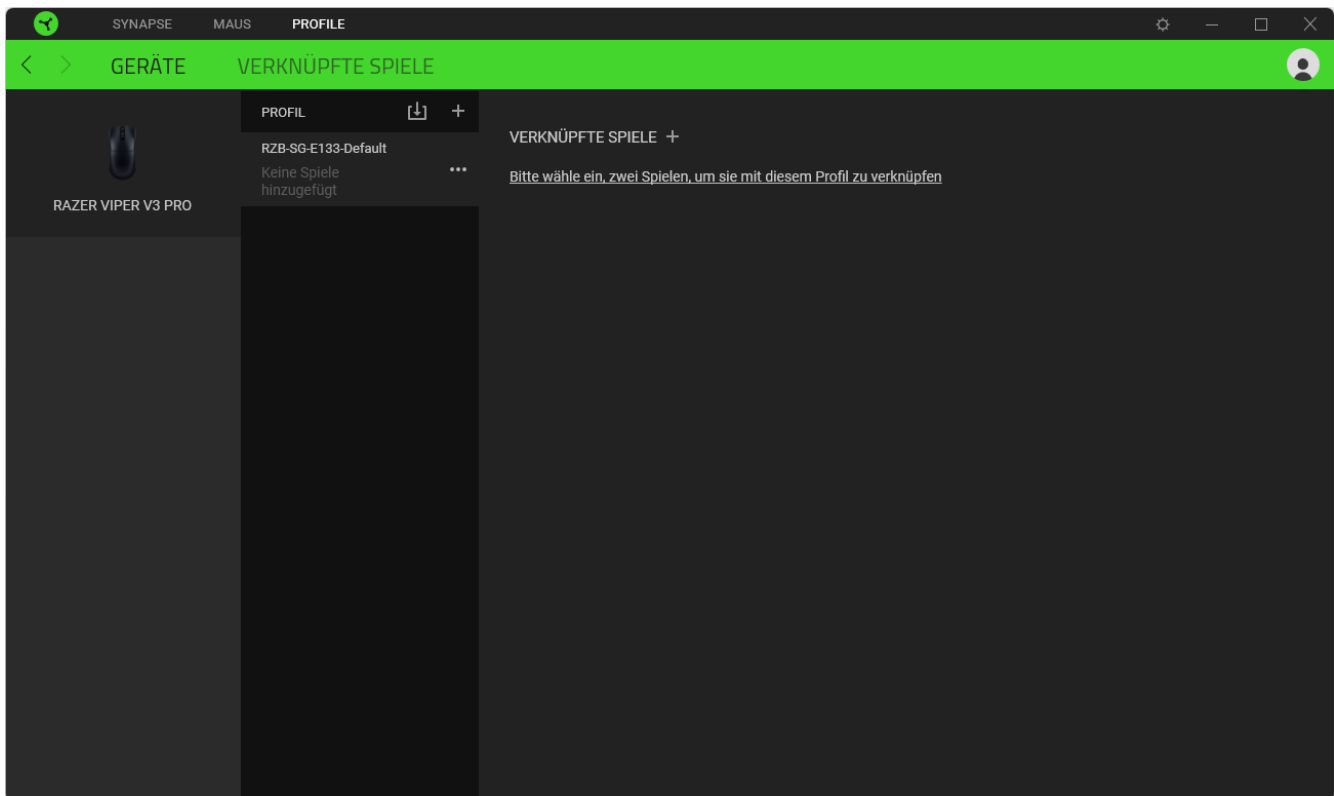 SYNAPSE MAUS PROFILE
GERÄTE VERKNÜPFTE SPIELE
RAZER VIPER V3 PRO
PROFIL
RZB-SG-E133-Default
Keine Spiele
hinzugefügt
VERKNÜPFTE SPIELE +
Bitte wähle ein, zwei Spielen, um sie mit diesem Profil zu verknüpfen